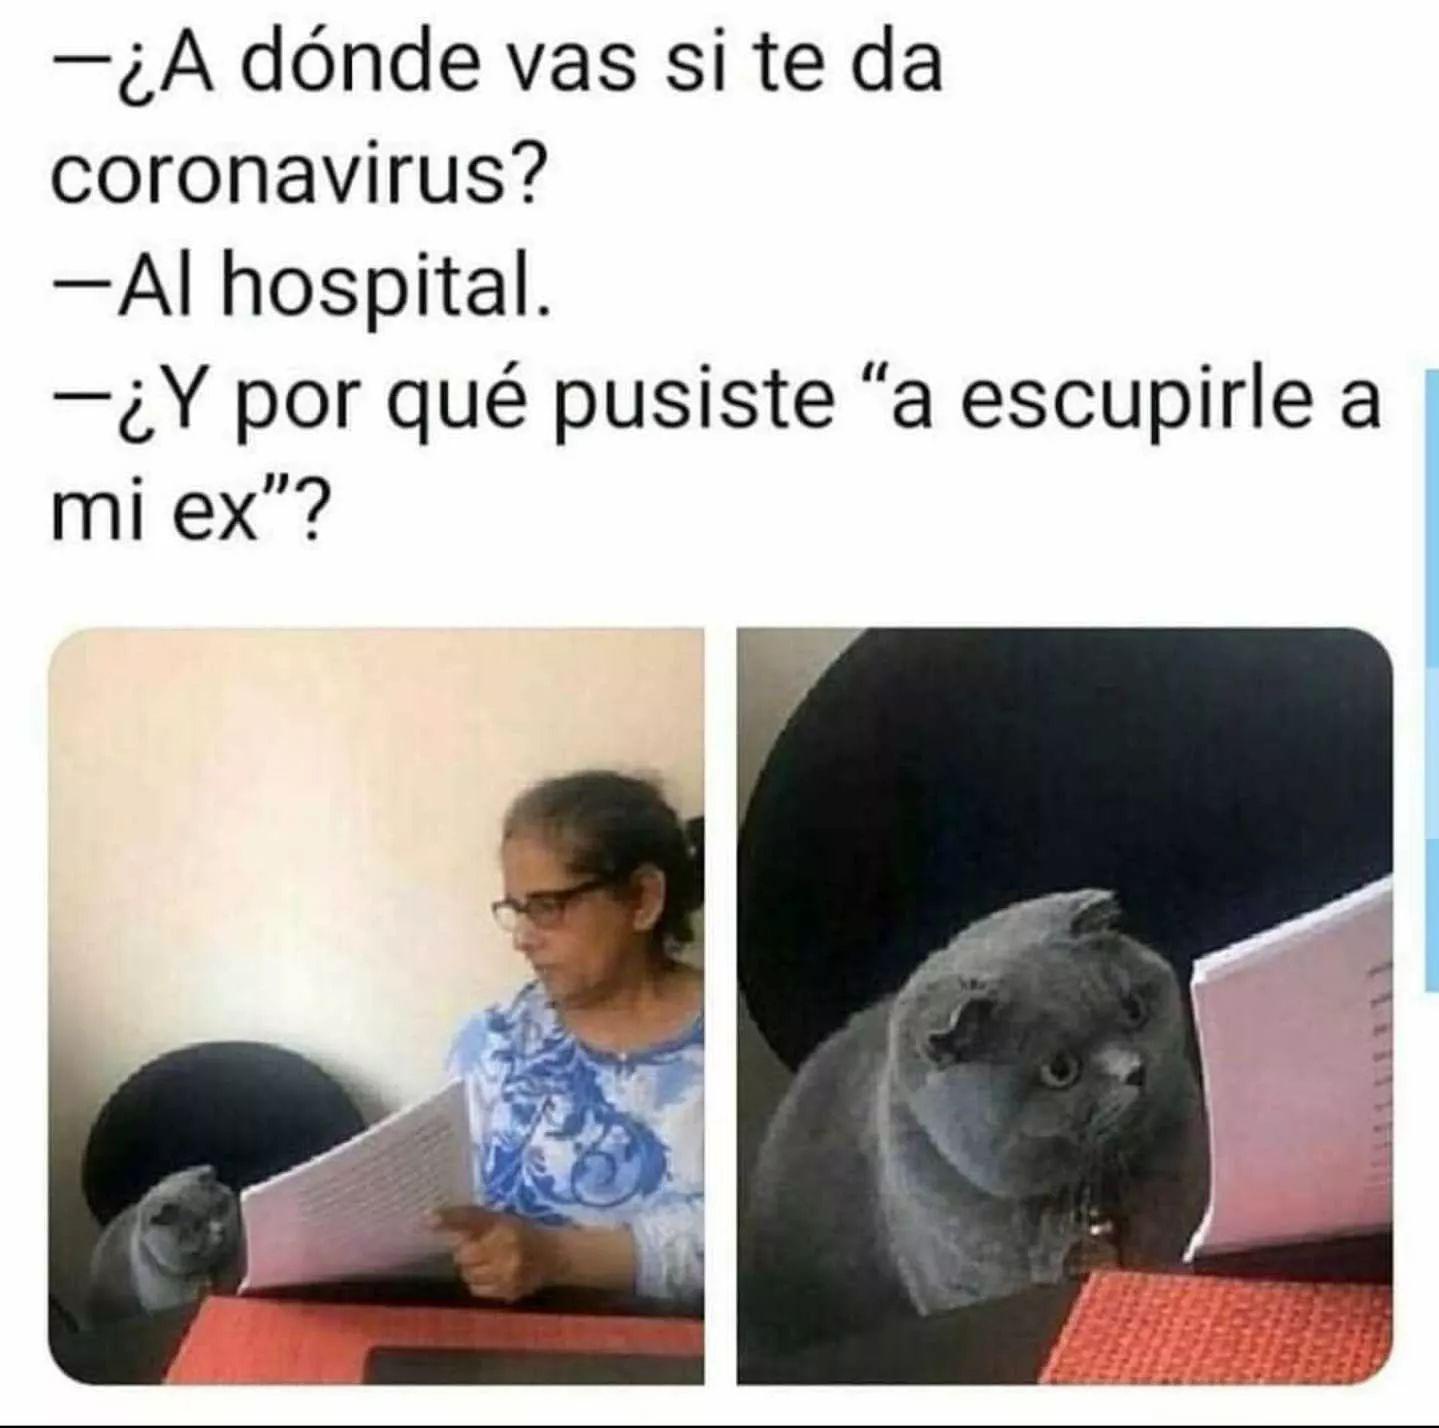 —¿A dónde vas si te da
coronavirus?
—Al hospital.
—¿Y por qué pusiste “a escupirle a
mi ex”?